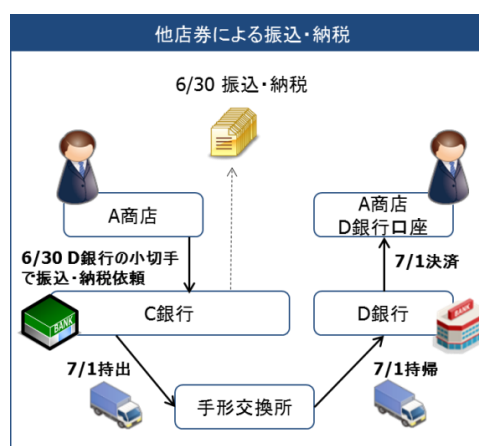 他店券による振込・納税
6/30 振込・納税
A商店
A商店
D銀行口座
6/30 D銀行の小切手
で振込・納税依頼
7/1決済
BANK
C銀行
D銀行
BANK
7/1持出
7/1持帰
手形交換所